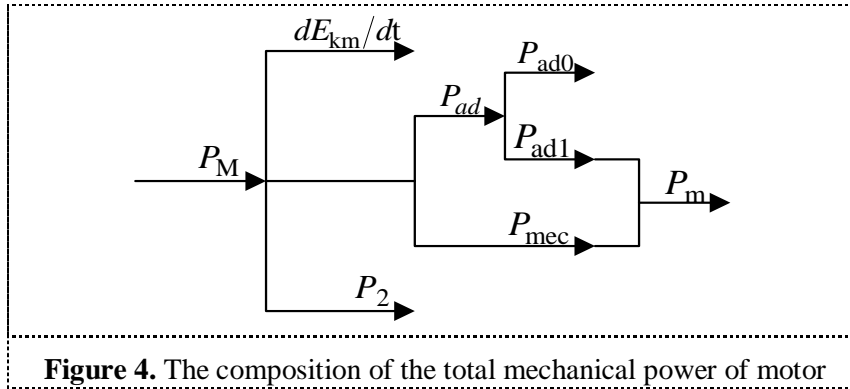 dE_km/dt
P_ad0
P_ad
P_ad1
P_M
P_m
P_mec
P_2
Figure 4. The composition of the total mechanical power of motor